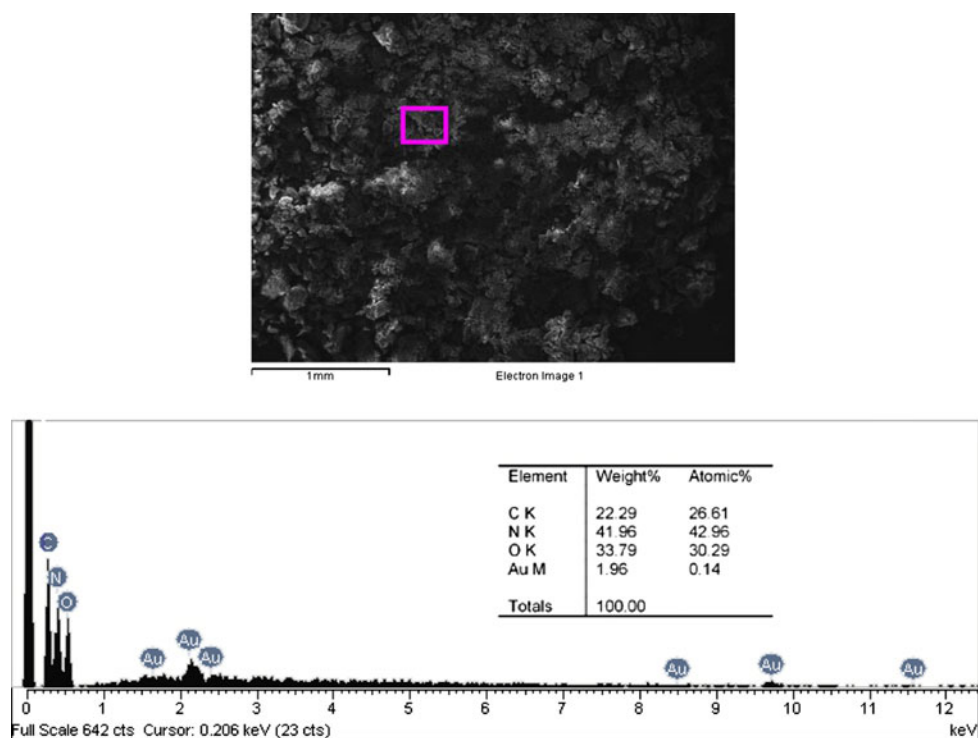 1mm
Electron Image 1
Element Weight% Atomic%
C K 22.29 26.61
N K 41.96 42.96
O K 33.79 30.29
Au M 1.96 0.14
Totals 100.00
C
N
O
Au
Au
Au
Au
Au
Au
0 1 2 3 4 5 6 7 8 9 10 11 12
Full Scale 642 cts Cursor: 0.206 keV (23 cts) keV